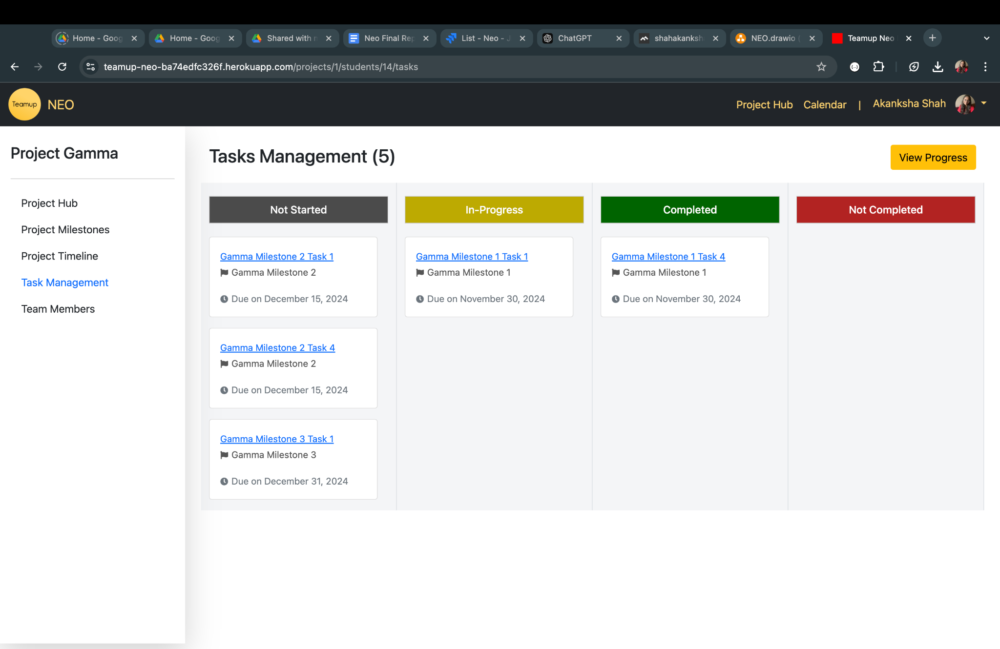 Home - Goog
Home - Goog
Shared with
Neo Final Rep
List - Neo - J
ChatGPT
shahakanksh
NEO.drawio (
Teamup Neo
teamup-neo-ba74edfc326f.herokuapp.com/projects/1/students/14/tasks
Teamup NEO
Project Hub Calendar | Akanksha Shah
Project Gamma
Project Hub
Project Milestones
Project Timeline
Task Management
Team Members
Tasks Management (5)
View Progress
Not Started
Gamma Milestone 2 Task 1
Gamma Milestone 2
Due on December 15, 2024
Gamma Milestone 2 Task 4
Gamma Milestone 2
Due on December 15, 2024
Gamma Milestone 3 Task 1
Gamma Milestone 3
Due on December 31, 2024
In-Progress
Gamma Milestone 1 Task 1
Gamma Milestone 1
Due on November 30, 2024
Completed
Gamma Milestone 1 Task 4
Gamma Milestone 1
Due on November 30, 2024
Not Completed